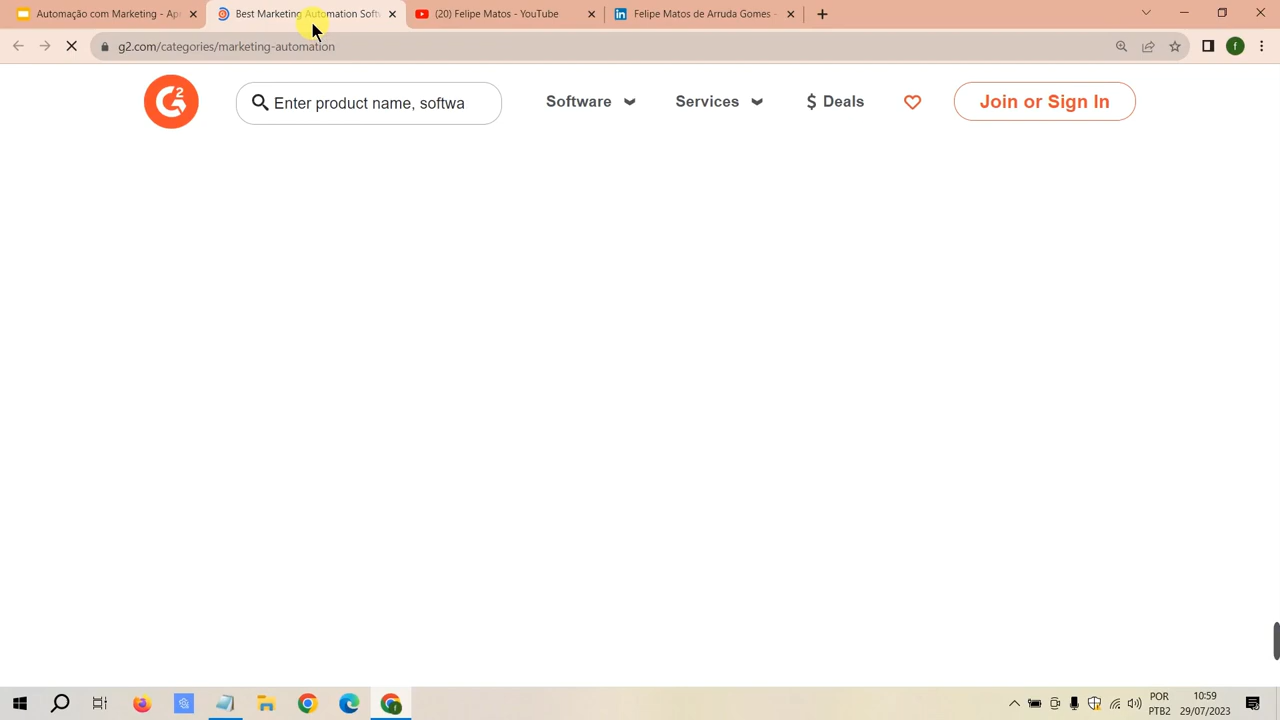 Automação com Marketing - Apr
Best Marketing Automation Softw
(20) Felipe Matos - YouTube
Felipe Matos de Arruda Gomes -
g2.com/categories/marketing-automation
f
G2
Enter product name, softwa
Software
Services
$ Deals
Join or Sign In
POR
PTB2
10:59
29/07/2023